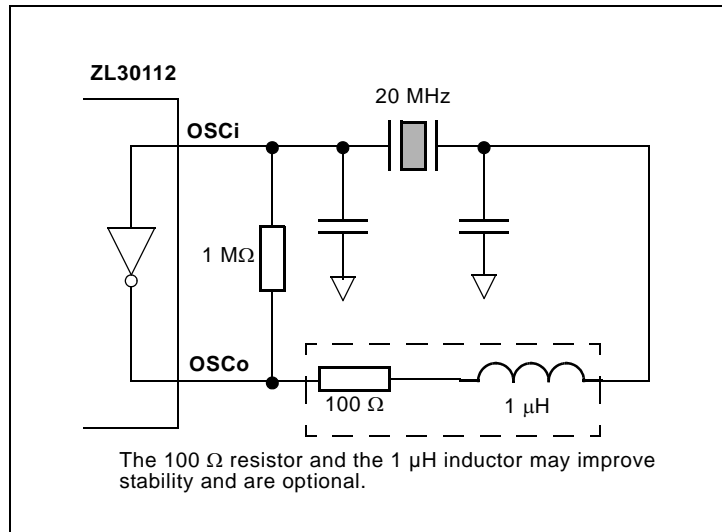 ZL30112
20 MHz
OSCi
1 MΩ
OSCo
100 Ω
1 μH
The 100 Ω resistor and the 1 µH inductor may improve
stability and are optional.